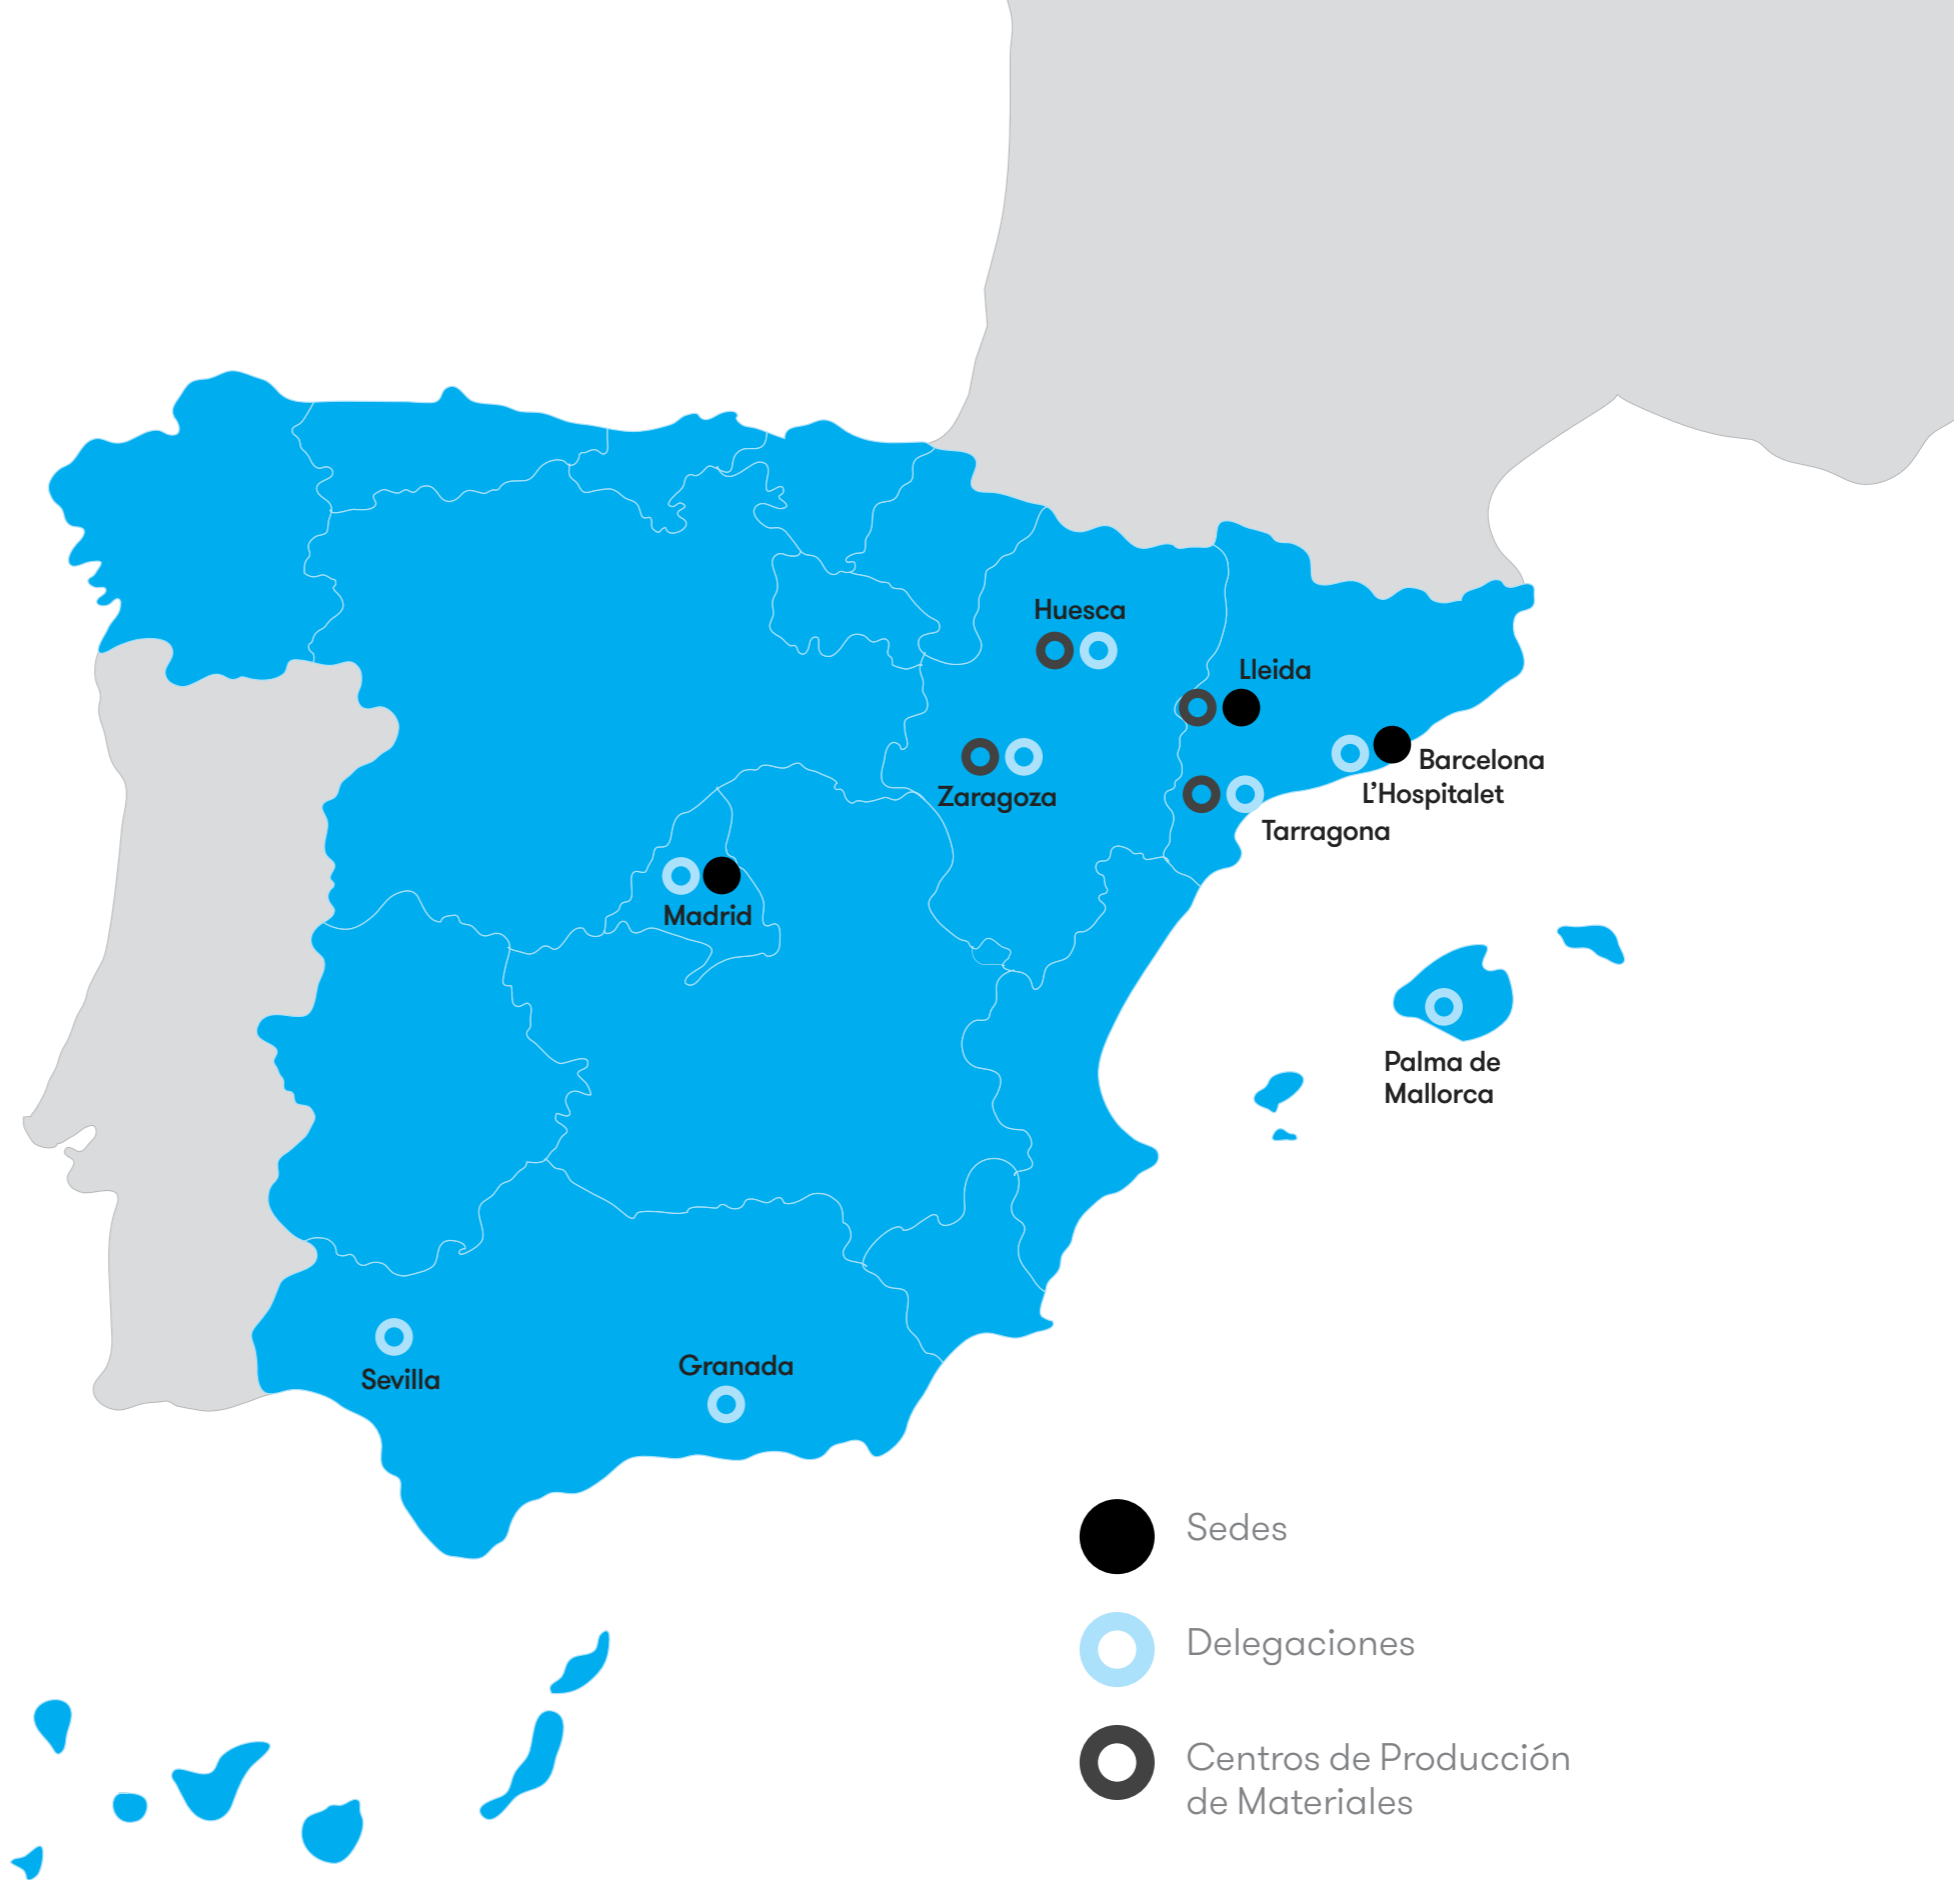 Huesca
Lleida
Barcelona
L'Hospitalet
Zaragoza
Tarragona
Madrid
Palma de
Mallorca
Granada
Sevilla
Sedes
Delegaciones
Centros de Producción
de Materiales